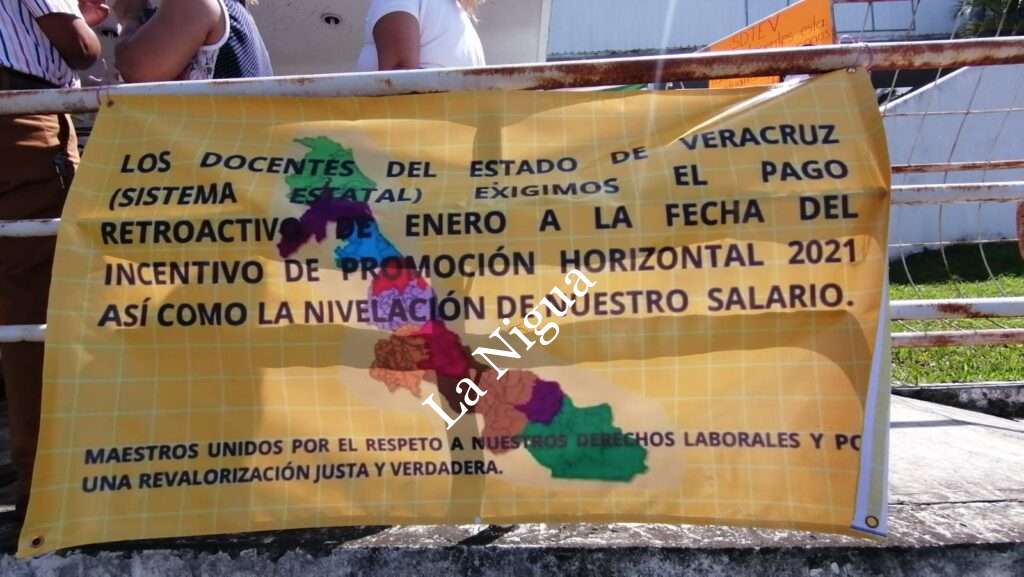 SDTEV
LOS DOCENTES DEL ESTADO DE VERACRUZ
(SISTEMA ESTATAL) EXIGIMOS EL PAGO
RETROACTIVO DE ENERO A LA FECHA DEL
INCENTIVO DE PROMOCIÓN HORIZONTAL 2021
ASÍ COMO LA NIVELACIÓN DE NUESTRO SALARIO.
La Nigua
MAESTROS UNIDOS POR EL RESPETO A NUESTROS DERECHOS LABORALES Y PO
UNA REVALORIZACIÓN JUSTA Y VERDADERA.